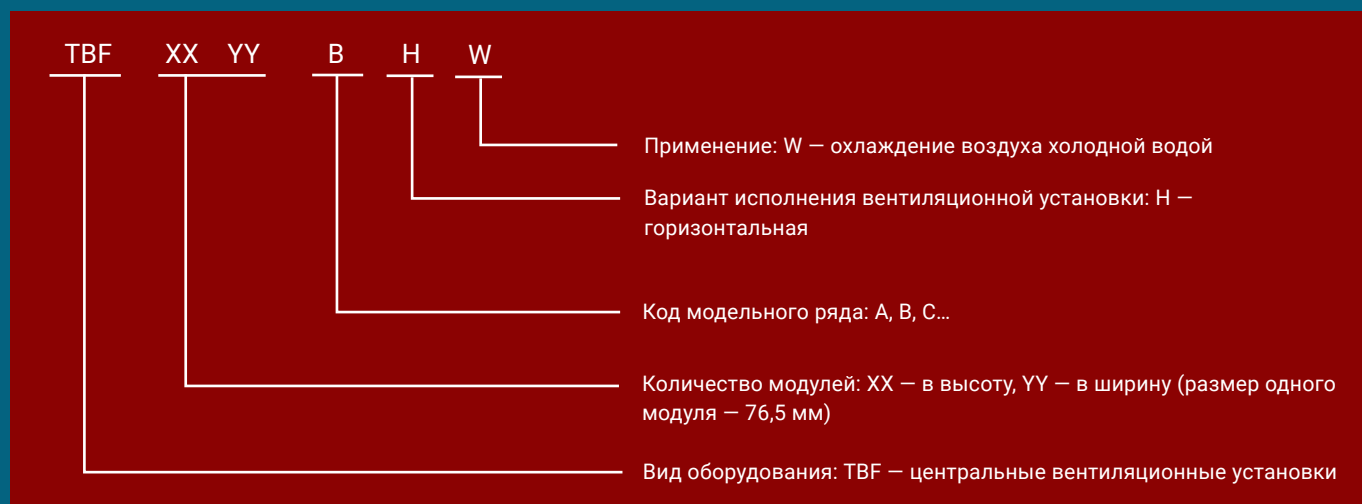 TBF XX YY B H W
Применение: W — охлаждение воздуха холодной водой
Вариант исполнения вентиляционной установки: H —
горизонтальная
Код модельного ряда: A, B, C…
Количество модулей: XX — в высоту, YY — в ширину (размер одного
модуля — 76,5 мм)
Вид оборудования: TBF — центральные вентиляционные установки